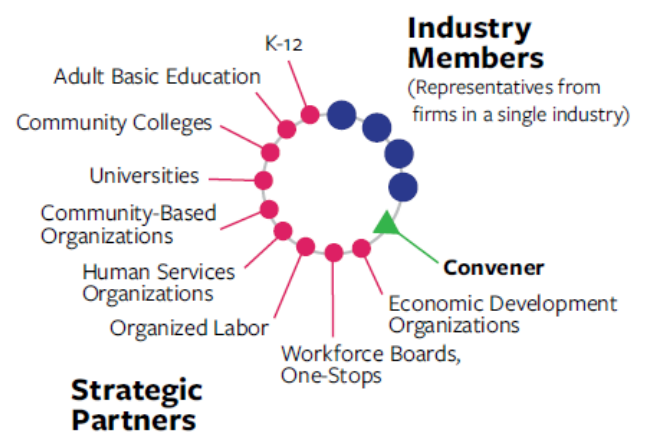 Industry
Members
(Representatives from
firms in a single industry)
K-12
Adult Basic Education
Community Colleges
Universities
Community-Based
Organizations
Human Services
Organizations
Organized Labor
Workforce Boards,
One-Stops
Economic Development
Organizations
Convener
Strategic
Partners